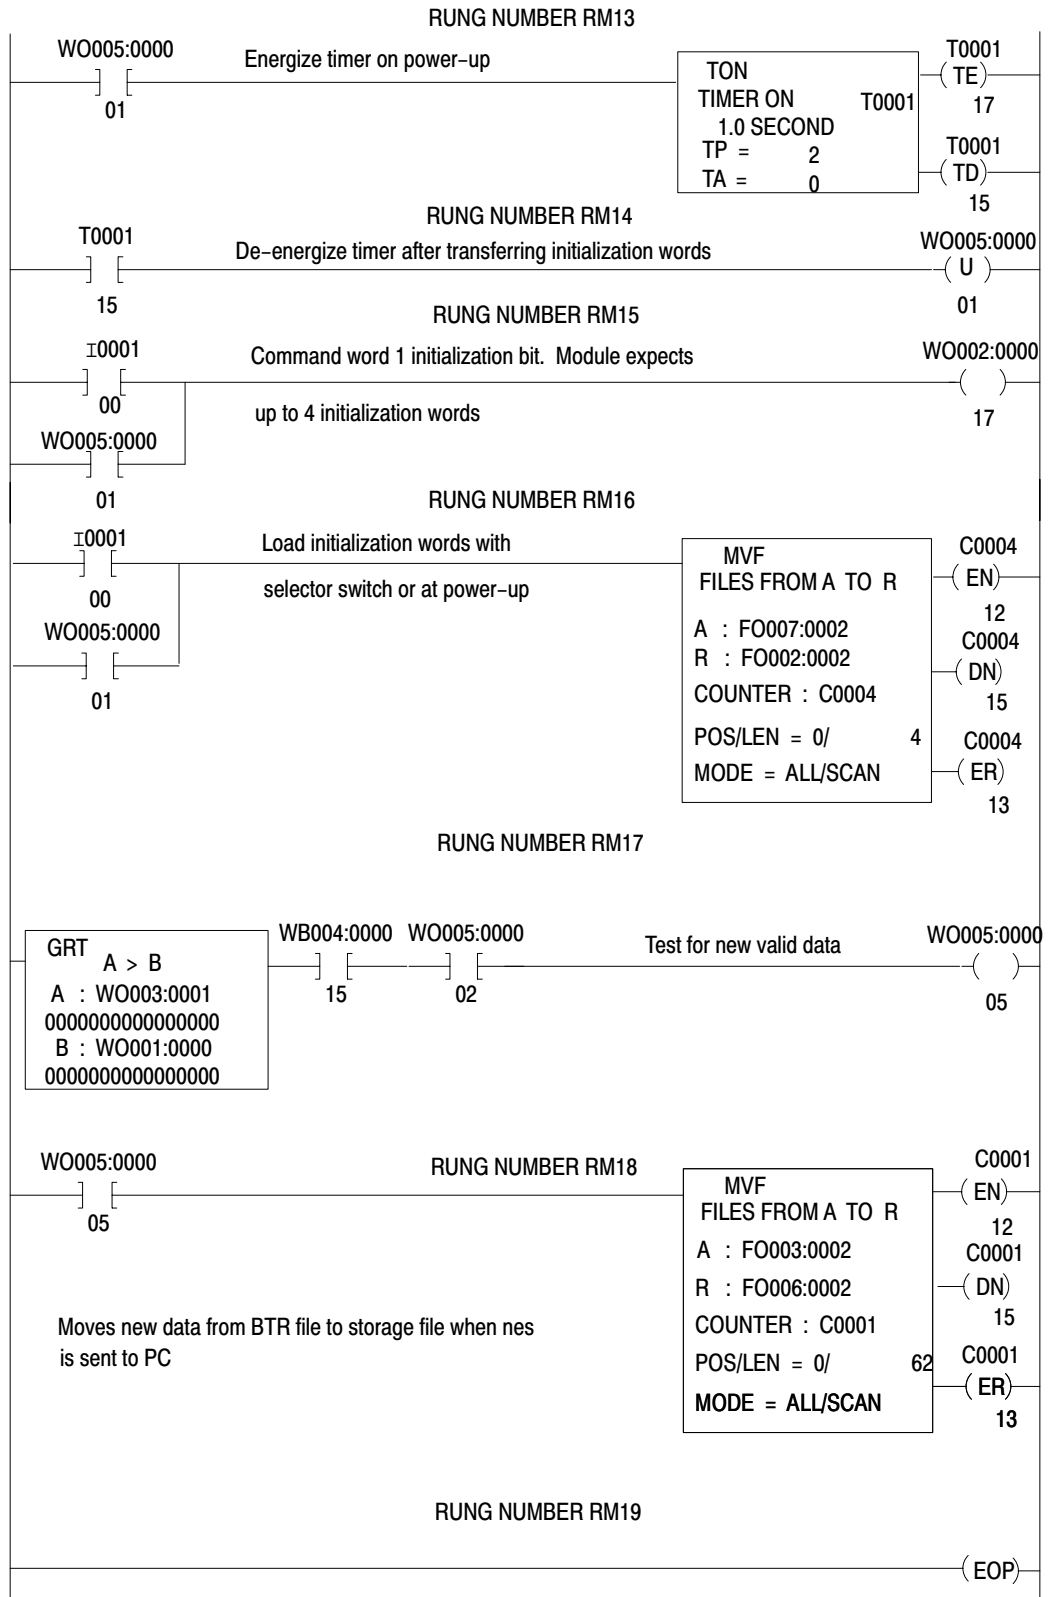 RUNG NUMBER RM13
WO005:0000
Energize timer on power-up
01
TON
TIMER ON T0001
1.0 SECOND
TP = 2
TA = 0
T0001
(TE)
17
T0001
(TD)
15
RUNG NUMBER RM14
T0001
De-energize timer after transferring initialization words
WO005:0000
(U)
15
01
RUNG NUMBER RM15
I0001
Command word 1 initialization bit. Module expects
WO002:0000
00
up to 4 initialization words
17
WO005:0000
01
RUNG NUMBER RM16
I0001
Load initialization words with
00
selector switch or at power-up
WO005:0000
01
MVF
FILES FROM A TO R
A : FO007:0002
R : FO002:0002
COUNTER : C0004
POS/LEN = 0/ 4
MODE = ALL/SCAN
C0004
(EN)
12
C0004
(DN)
15
C0004
(ER)
13
RUNG NUMBER RM17
GRT
A > B
A : WO003:0001
0000000000000000
B : WO001:0000
0000000000000000
WB004:0000
15
WO005:0000
02
Test for new valid data
WO005:0000
05
WO005:0000
RUNG NUMBER RM18
05
MVF
FILES FROM A TO R
A : FO003:0002
R : FO006:0002
COUNTER : C0001
POS/LEN = 0/ 62
MODE = ALL/SCAN
C0001
(EN)
12
C0001
(DN)
15
C0001
(ER)
13
Moves new data from BTR file to storage file when nes
is sent to PC
RUNG NUMBER RM19
(EOP)